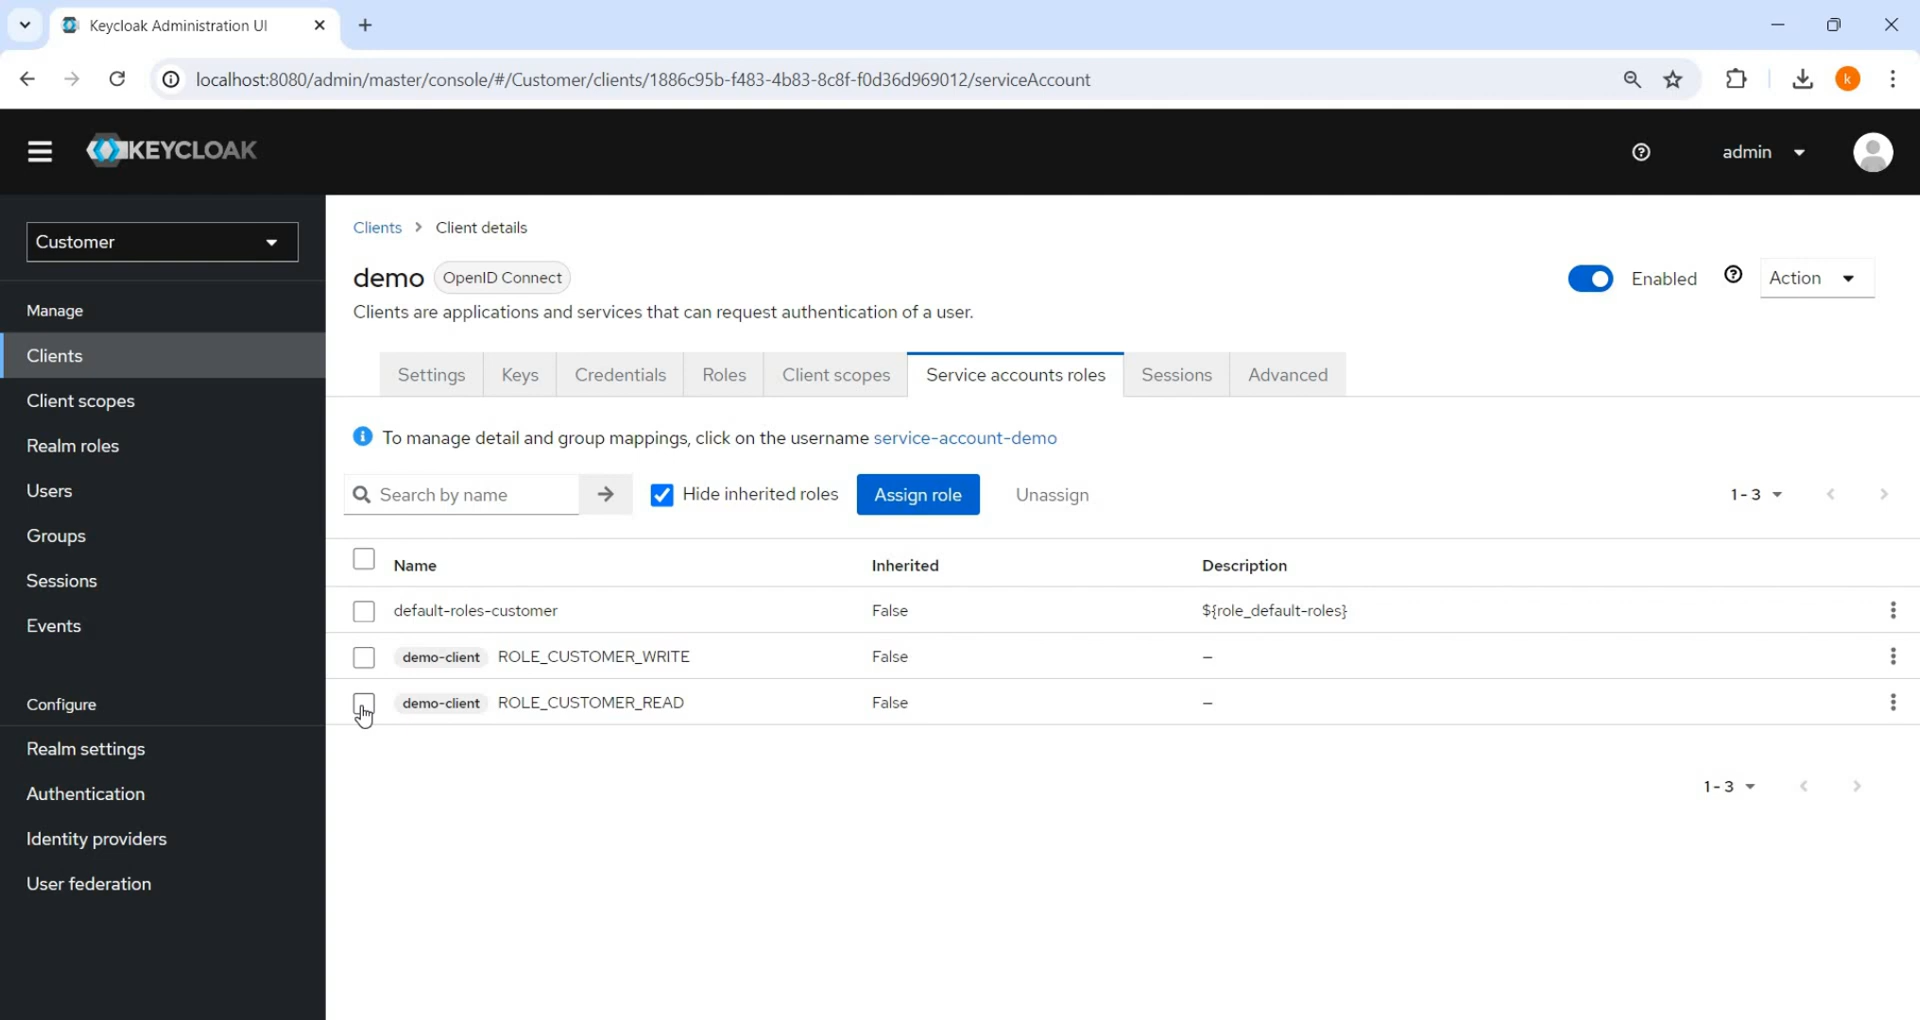 Keycloak Administration UI
localhost:8080/admin/master/console/#/Customer/clients/1886c95b-f483-4b83-8c8f-f0d36d969012/serviceAccount
k
KEYCLOAK
admin
Customer
Manage
Clients
Client scopes
Realm roles
Users
Groups
Sessions
Events
Configure
Realm settings
Authentication
Identity providers
User federation
Clients > Client details
demo OpenID Connect
Enabled
Action
Clients are applications and services that can request authentication of a user.
Settings Keys Credentials Roles Client scopes Service accounts roles Sessions Advanced
To manage detail and group mappings, click on the username service-account-demo
Search by name Hide inherited roles Assign role Unassign 1 - 3
Name Inherited Description
default-roles-customer False ${role_default-roles}
demo-client ROLE_CUSTOMER_WRITE False –
demo-client ROLE_CUSTOMER_READ False –
1 - 3